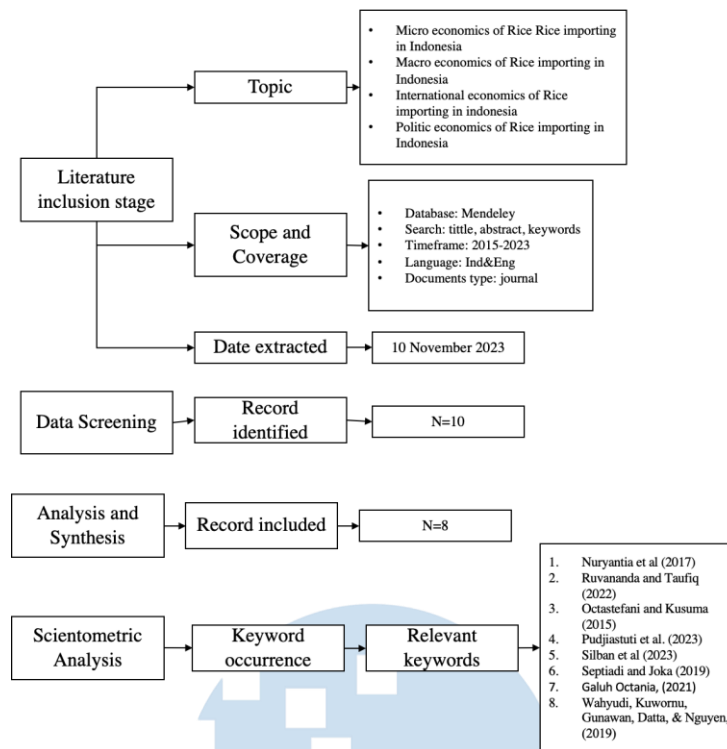 Literature
inclusion stage
Topic
• Micro economics of Rice Rice importing
in Indonesia
• Macro economics of Rice importing in
Indonesia
• International economics of Rice
importing in indonesia
• Politic economics of Rice importing in
Indonesia
Scope and
Coverage
• Database: Mendeley
• Search: tittle, abstract, keywords
• Timeframe: 2015-2023
• Language: Ind&Eng
• Documents type: journal
Date extracted
10 November 2023
Data Screening
Record
identified
N=10
Analysis and
Synthesis
Record included
N=8
Scientometric
Analysis
Keyword
occurrence
Relevant
keywords
1. Nuryantia et al (2017)
2. Ruvananda and Taufiq
(2022)
3. Octastefani and Kusuma
(2015)
4. Pudjiastuti et al. (2023)
5. Silban et al (2023)
6. Septiadi and Joka (2019)
7. Galuh Octania, (2021)
8. Wahyudi, Kuwornu,
Gunawan, Datta, & Nguyen,
(2019)